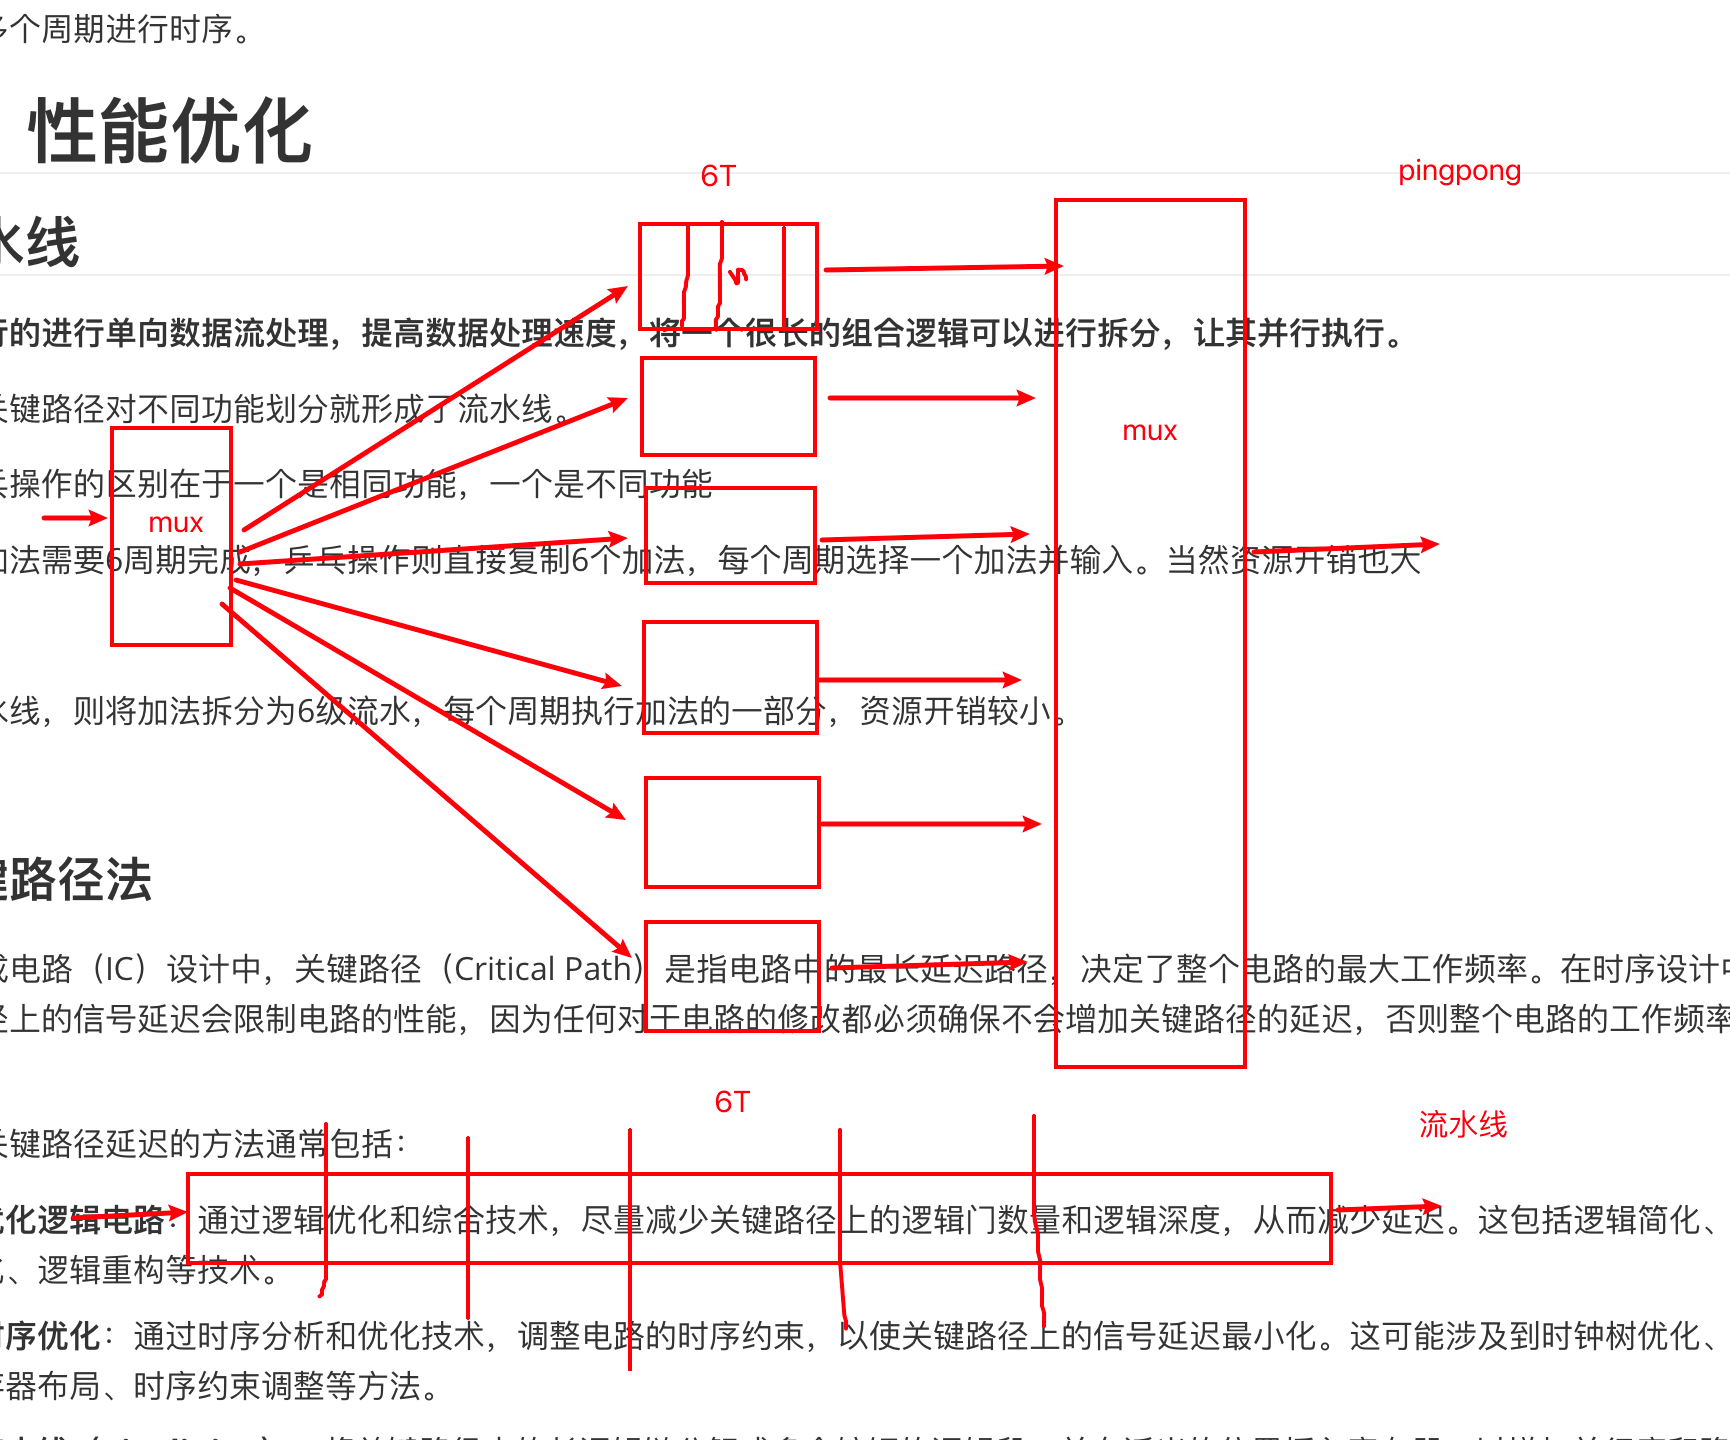 个周期进行时序。
性能优化
6T
pingpong
水线
行的进行单向数据流处理，提高数据处理速度，将一个很长的组合逻辑可以进行拆分，让其并行执行。
关键路径对不同功能划分就形成了流水线。
mux
乓操作的区别在于一个是相同功能，一个是不同功能
mux
加法需要6周期完成，乒乓操作则直接复制6个加法，每个周期选择一个加法并输入。当然资源开销也大
水线，则将加法拆分为6级流水，每个周期执行加法的一部分，资源开销较小。
键路径法
成电路（IC）设计中，关键路径（Critical Path）是指电路中的最长延迟路径，决定了整个电路的最大工作频率。在时序设计中
径上的信号延迟会限制电路的性能，因为任何对于电路的修改都必须确保不会增加关键路径的延迟，否则整个电路的工作频率
6T
流水线
关键路径延迟的方法通常包括：
优化逻辑电路：通过逻辑优化和综合技术，尽量减少关键路径上的逻辑门数量和逻辑深度，从而减少延迟。这包括逻辑简化、
、逻辑重构等技术。
时序优化：通过时序分析和优化技术，调整电路的时序约束，以使关键路径上的信号延迟最小化。这可能涉及到时钟树优化、
存器布局、时序约束调整等方法。